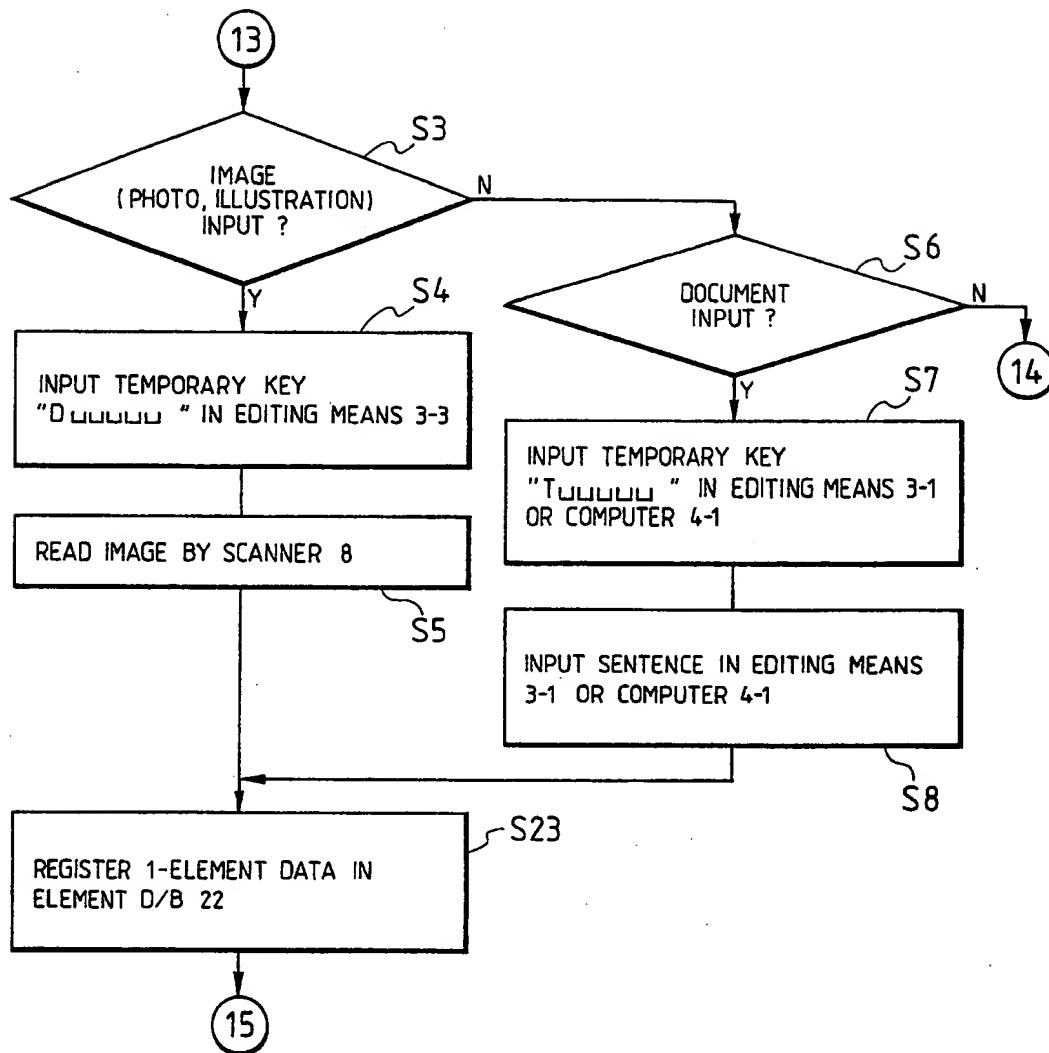 13
S3
IMAGE
(PHOTO, ILLUSTRATION)
INPUT ?
N
Y
S4
INPUT TEMPORARY KEY
"D␣␣␣␣␣ " IN EDITING MEANS 3-3
READ IMAGE BY SCANNER 8
S5
S6
DOCUMENT
INPUT ?
N
14
Y
S7
INPUT TEMPORARY KEY
"T␣␣␣␣␣ " IN EDITING MEANS 3-1
OR COMPUTER 4-1
INPUT SENTENCE IN EDITING MEANS
3-1 OR COMPUTER 4-1
S8
S23
REGISTER 1-ELEMENT DATA IN
ELEMENT D/B 22
15